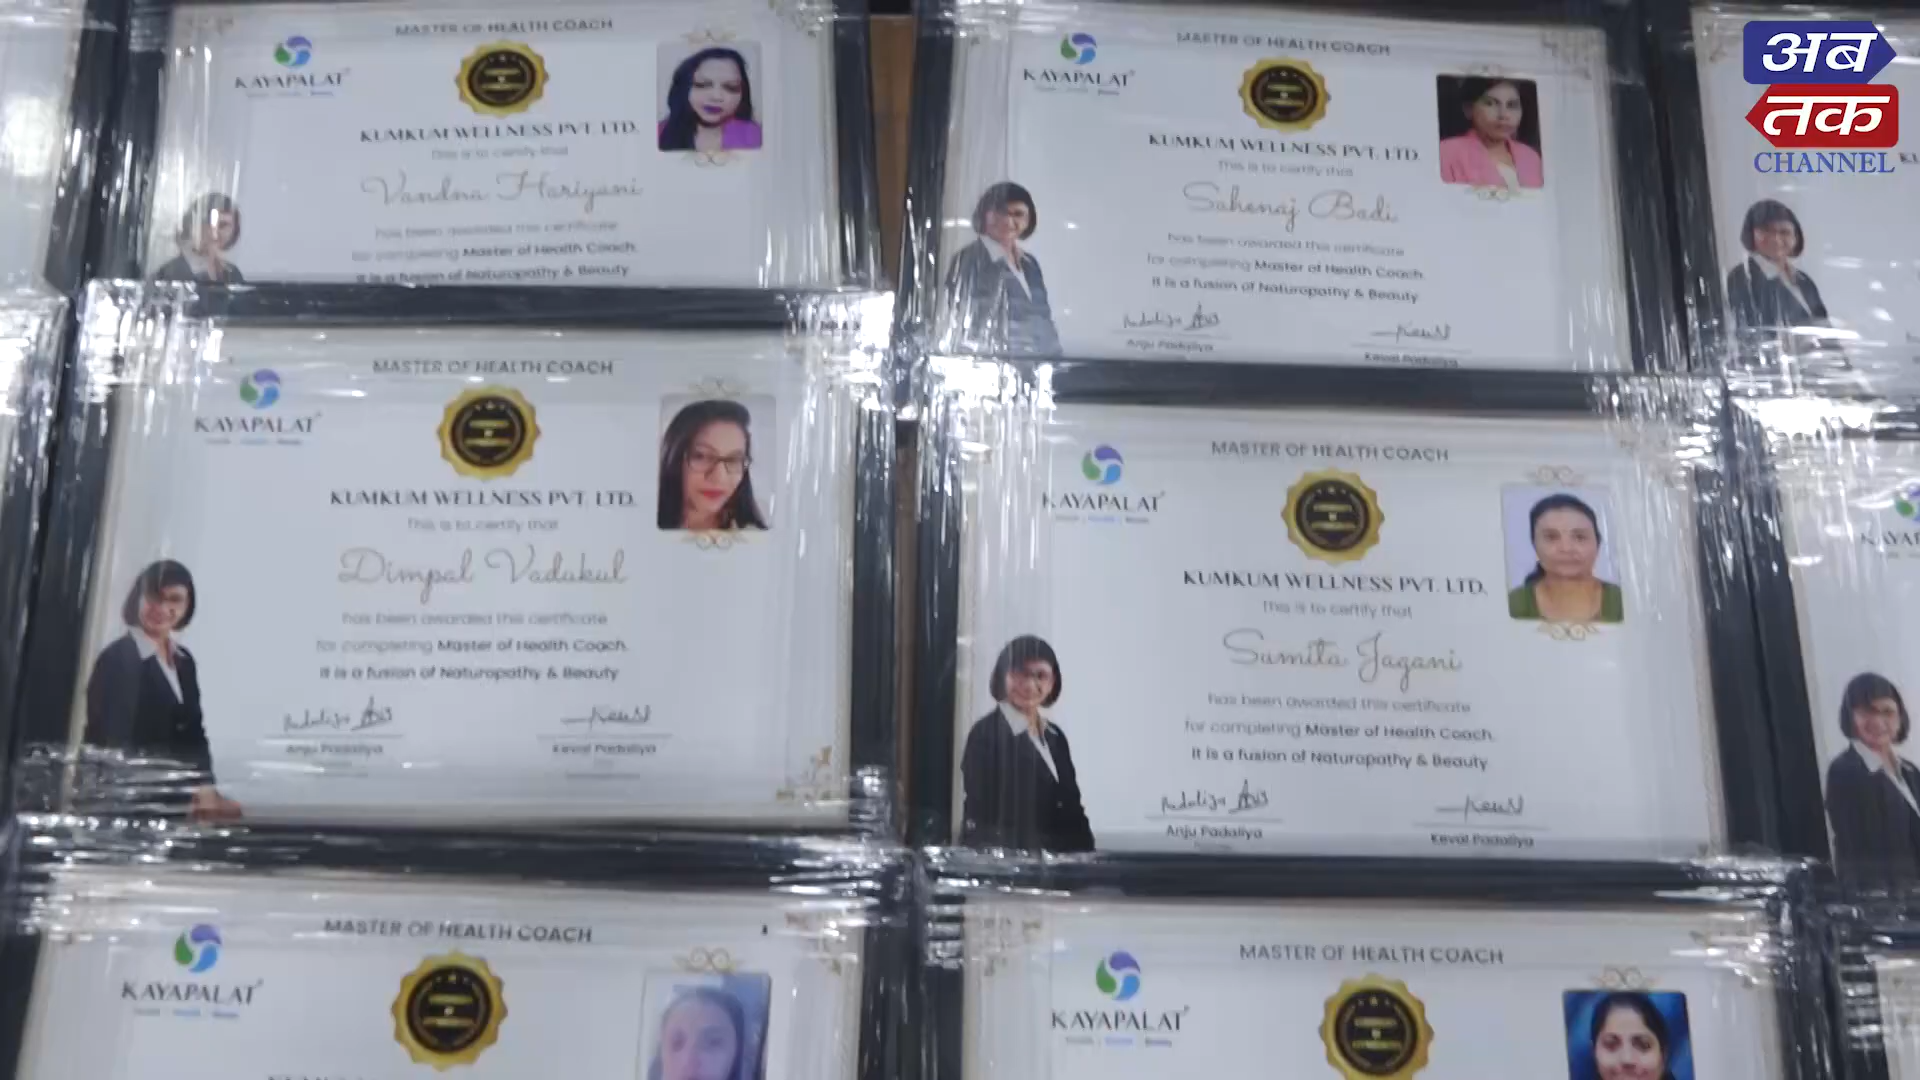 अब
तक
CHANNEL
MASTER OF HEALTH COACH
KAYAPALAT
KUMKUM WELLNESS PVT. LTD.
This is to certify that
Vandna Hariyani
has been awarded this certificate
for completing Master of Health Coach.
It is a fusion of Naturopathy & Beauty
MASTER OF HEALTH COACH
KAYAPALAT
KUMKUM WELLNESS PVT. LTD.
This is to certify that
Sahenaj Badi
has been awarded this certificate
for completing Master of Health Coach.
It is a fusion of Naturopathy & Beauty
Anju Padaliya
Keval Padaliya
MASTER OF HEALTH COACH
KAYAPALAT
KUMKUM WELLNESS PVT. LTD.
This is to certify that
Dimpal Vadukul
has been awarded this certificate
for completing Master of Health Coach.
It is a fusion of Naturopathy & Beauty
Anju Padaliya
Keval Padaliya
MASTER OF HEALTH COACH
KAYAPALAT
KUMKUM WELLNESS PVT. LTD.
This is to certify that
Sumita Jagani
has been awarded this certificate
for completing Master of Health Coach.
It is a fusion of Naturopathy & Beauty
Anju Padaliya
Keval Padaliya
MASTER OF HEALTH COACH
KAYAPALAT
MASTER OF HEALTH COACH
KAYAPALAT